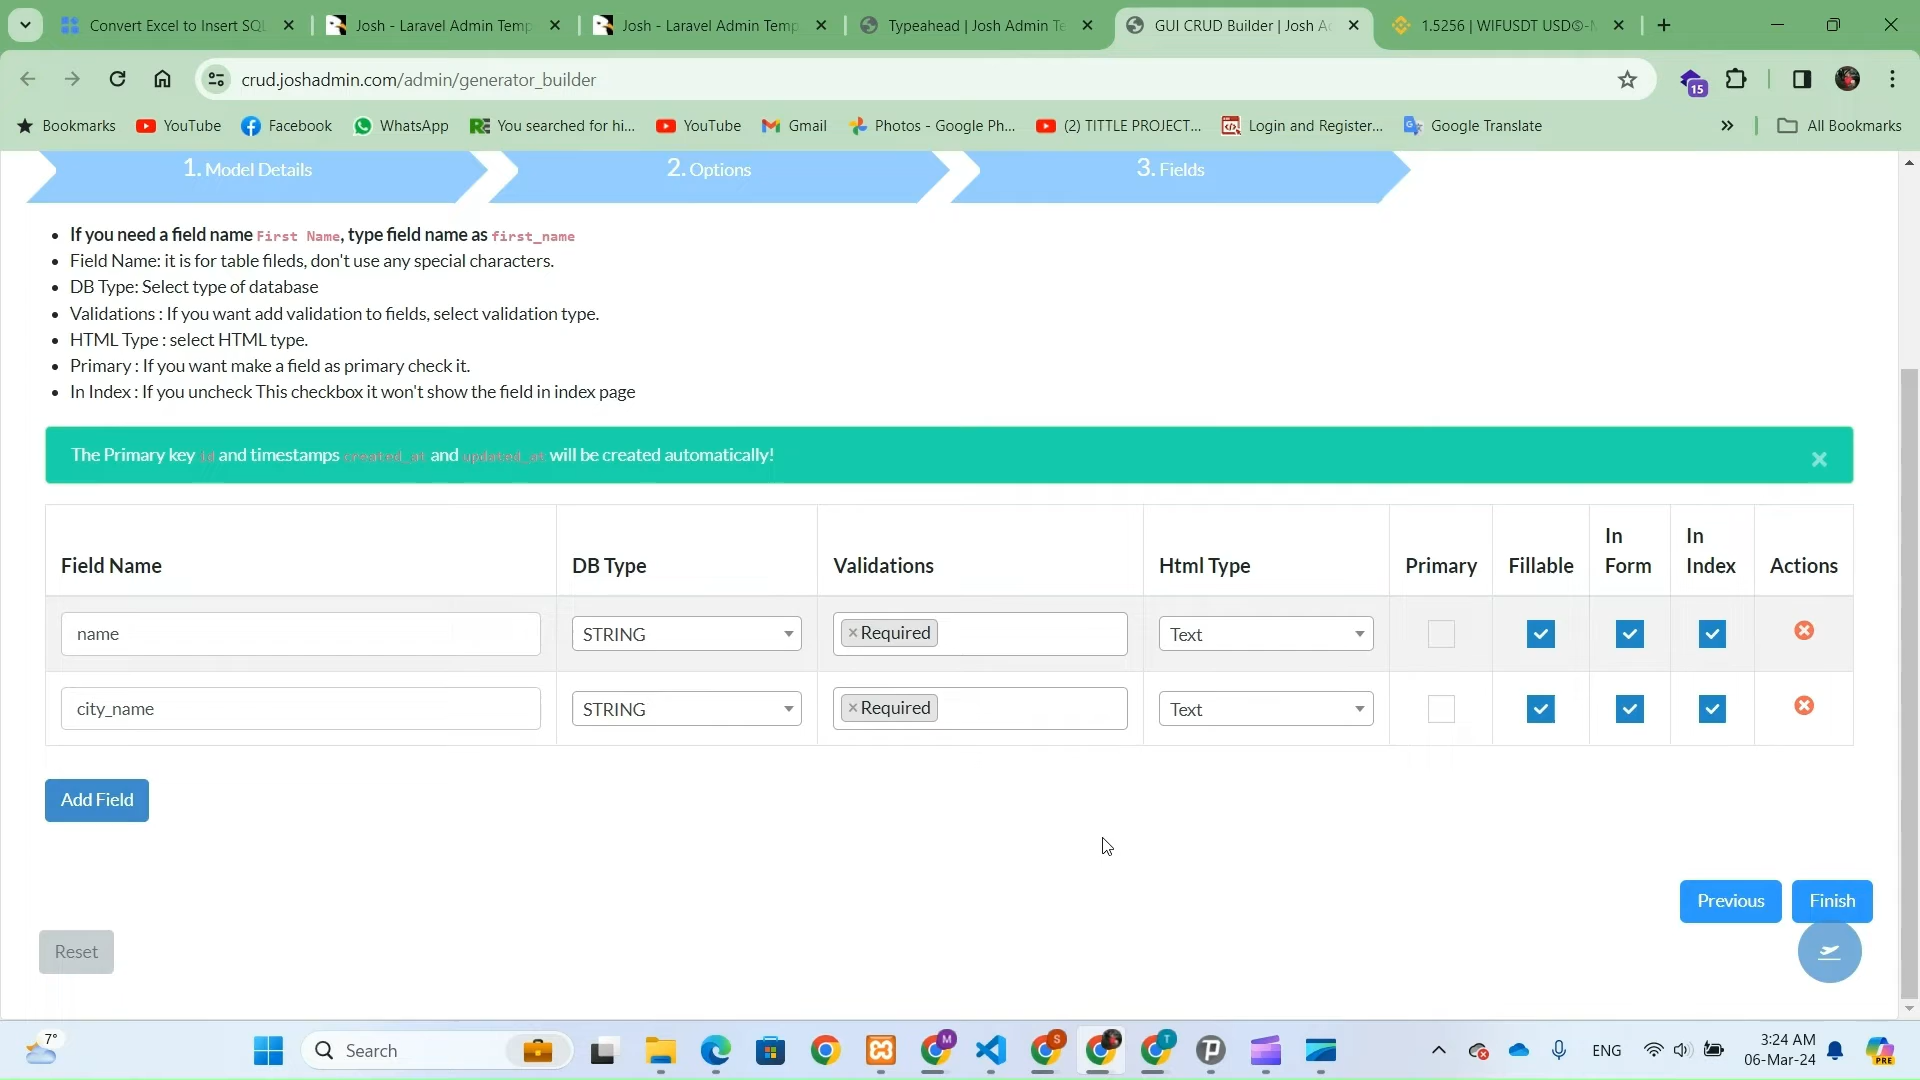 Convert Excel to Insert SQL
Josh - Laravel Admin Temp
Josh - Laravel Admin Temp
Typeahead | Josh Admin Te
GUI CRUD Builder | Josh A
1.5256 | WIFUSDT USDⓈ-M
crud.joshadmin.com/admin/generator_builder
15
Bookmarks
YouTube
Facebook
WhatsApp
You searched for hi...
YouTube
Gmail
Photos - Google Ph...
(2) TITTLE PROJECT...
Login and Register...
Google Translate
All Bookmarks
1. Model Details
2. Options
3. Fields
If you need a field name First Name, type field name as first_name
Field Name: it is for table fileds, don't use any special characters.
DB Type: Select type of database
Validations : If you want add validation to fields, select validation type.
HTML Type : select HTML type.
Primary : If you want make a field as primary check it.
In Index : If you uncheck This checkbox it won't show the field in index page
The Primary key id and timestamps created_at and updated_at will be created automatically!
Field Name
DB Type
Validations
Html Type
Primary
Fillable
In Form
In Index
Actions
name
STRING
×Required
Text
city_name
STRING
×Required
Text
Add Field
Previous
Finish
Reset
7°
Search
M
S
T
ENG
3:24 AM
06-Mar-24
PRE